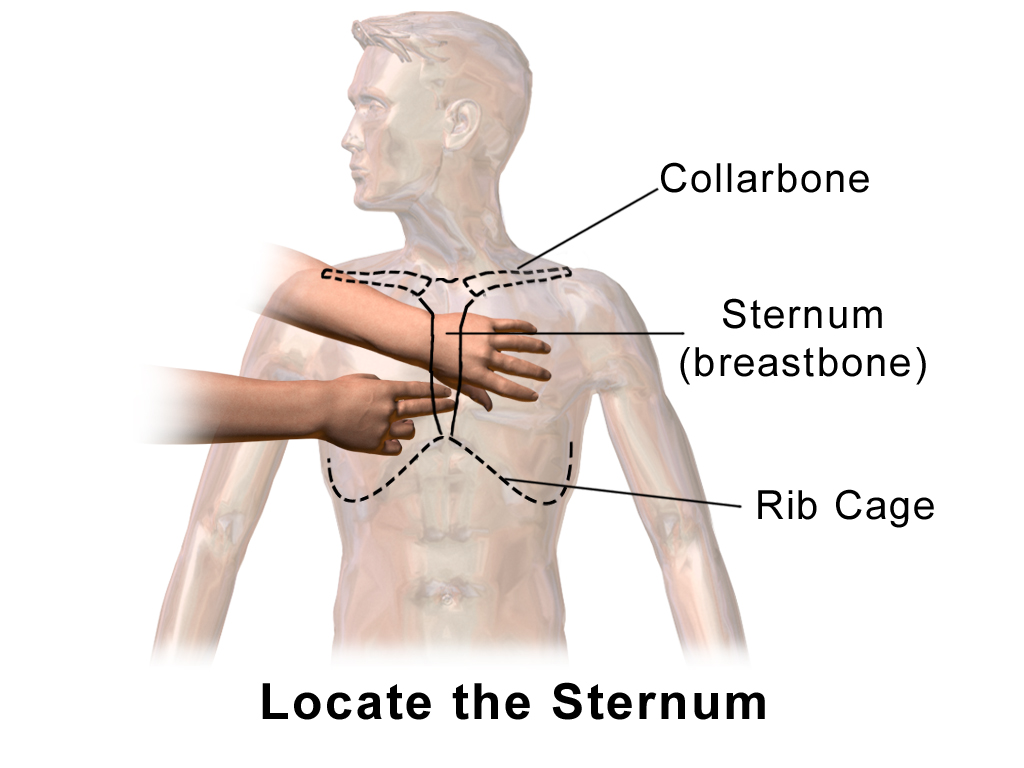 Collarbone
Sternum
(breastbone)
Rib Cage
Locate the Sternum